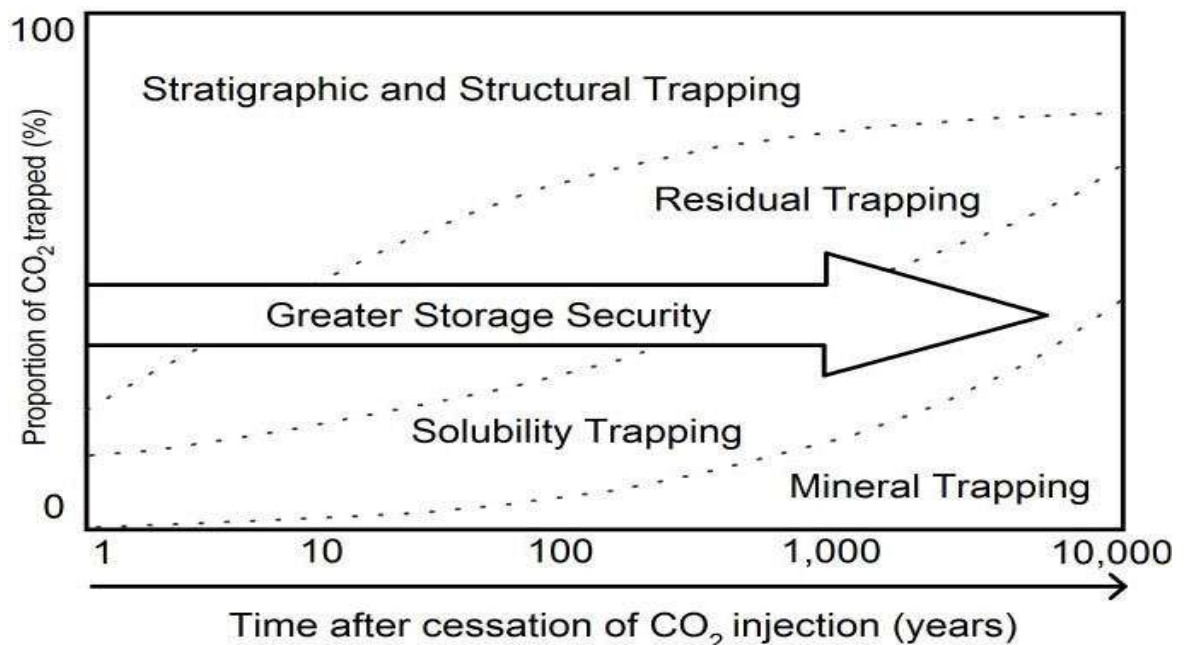 100
Stratigraphic and Structural Trapping
Residual Trapping
Greater Storage Security
Solubility Trapping
Mineral Trapping
0
Proportion of CO₂ trapped (%)
1 10 100 1,000 10,000
Time after cessation of CO₂ injection (years)